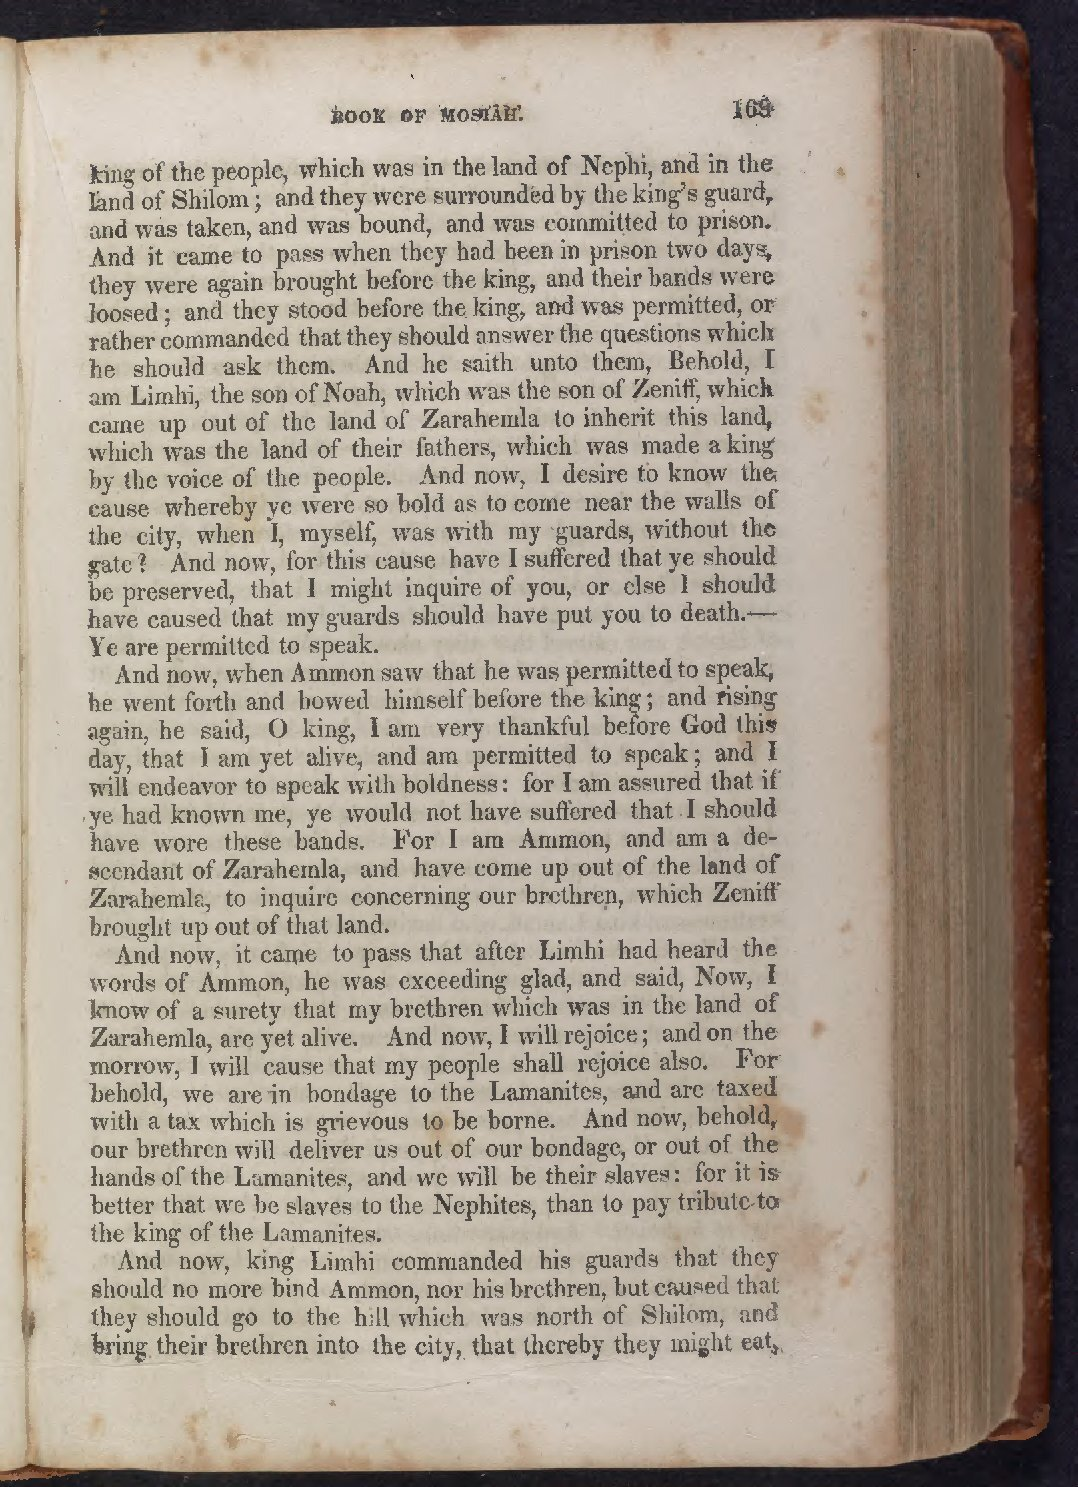 BOOK OF MOSIAH. 169
king of the people, which was in the land of Nephi, and in the
land of Shilom; and they were surrounded by the king's guard,
and was taken, and was bound, and was committed to prison.
And it came to pass when they had been in prison two days,
they were again brought before the king, and their bands were
loosed; and they stood before the king, and was permitted, or
rather commanded that they should answer the questions which
he should ask them. And he saith unto them, Behold, I
am Limhi, the son of Noah, which was the son of Zeniff, which
came up out of the land of Zarahemla to inherit this land,
which was the land of their fathers, which was made a king
by the voice of the people. And now, I desire to know the
cause whereby ye were so bold as to come near the walls of
the city, when I, myself, was with my guards, without the
gate? And now, for this cause have I suffered that ye should
be preserved, that I might inquire of you, or else I should
have caused that my guards should have put you to death.—
Ye are permitted to speak.
And now, when Ammon saw that he was permitted to speak,
he went forth and bowed himself before the king; and rising
again, he said, O king, I am very thankful before God this
day, that I am yet alive, and am permitted to speak; and I
will endeavor to speak with boldness: for I am assured that if
ye had known me, ye would not have suffered that I should
have wore these bands. For I am Ammon, and am a de-
scendant of Zarahemla, and have come up out of the land of
Zarahemla, to inquire concerning our brethren, which Zeniff
brought up out of that land.
And now, it came to pass that after Limhi had heard the
words of Ammon, he was exceeding glad, and said, Now, I
know of a surety that my brethren which was in the land of
Zarahemla, are yet alive. And now, I will rejoice; and on the
morrow, I will cause that my people shall rejoice also. For
behold, we are in bondage to the Lamanites, and are taxed
with a tax which is grievous to be borne. And now, behold,
our brethren will deliver us out of our bondage, or out of the
hands of the Lamanites, and we will be their slaves: for it is
better that we be slaves to the Nephites, than to pay tribute to
the king of the Lamanites.
And now, king Limhi commanded his guards that they
should no more bind Ammon, nor his brethren, but caused that
they should go to the hill which was north of Shilom, and
bring their brethren into the city, that thereby they might eat,